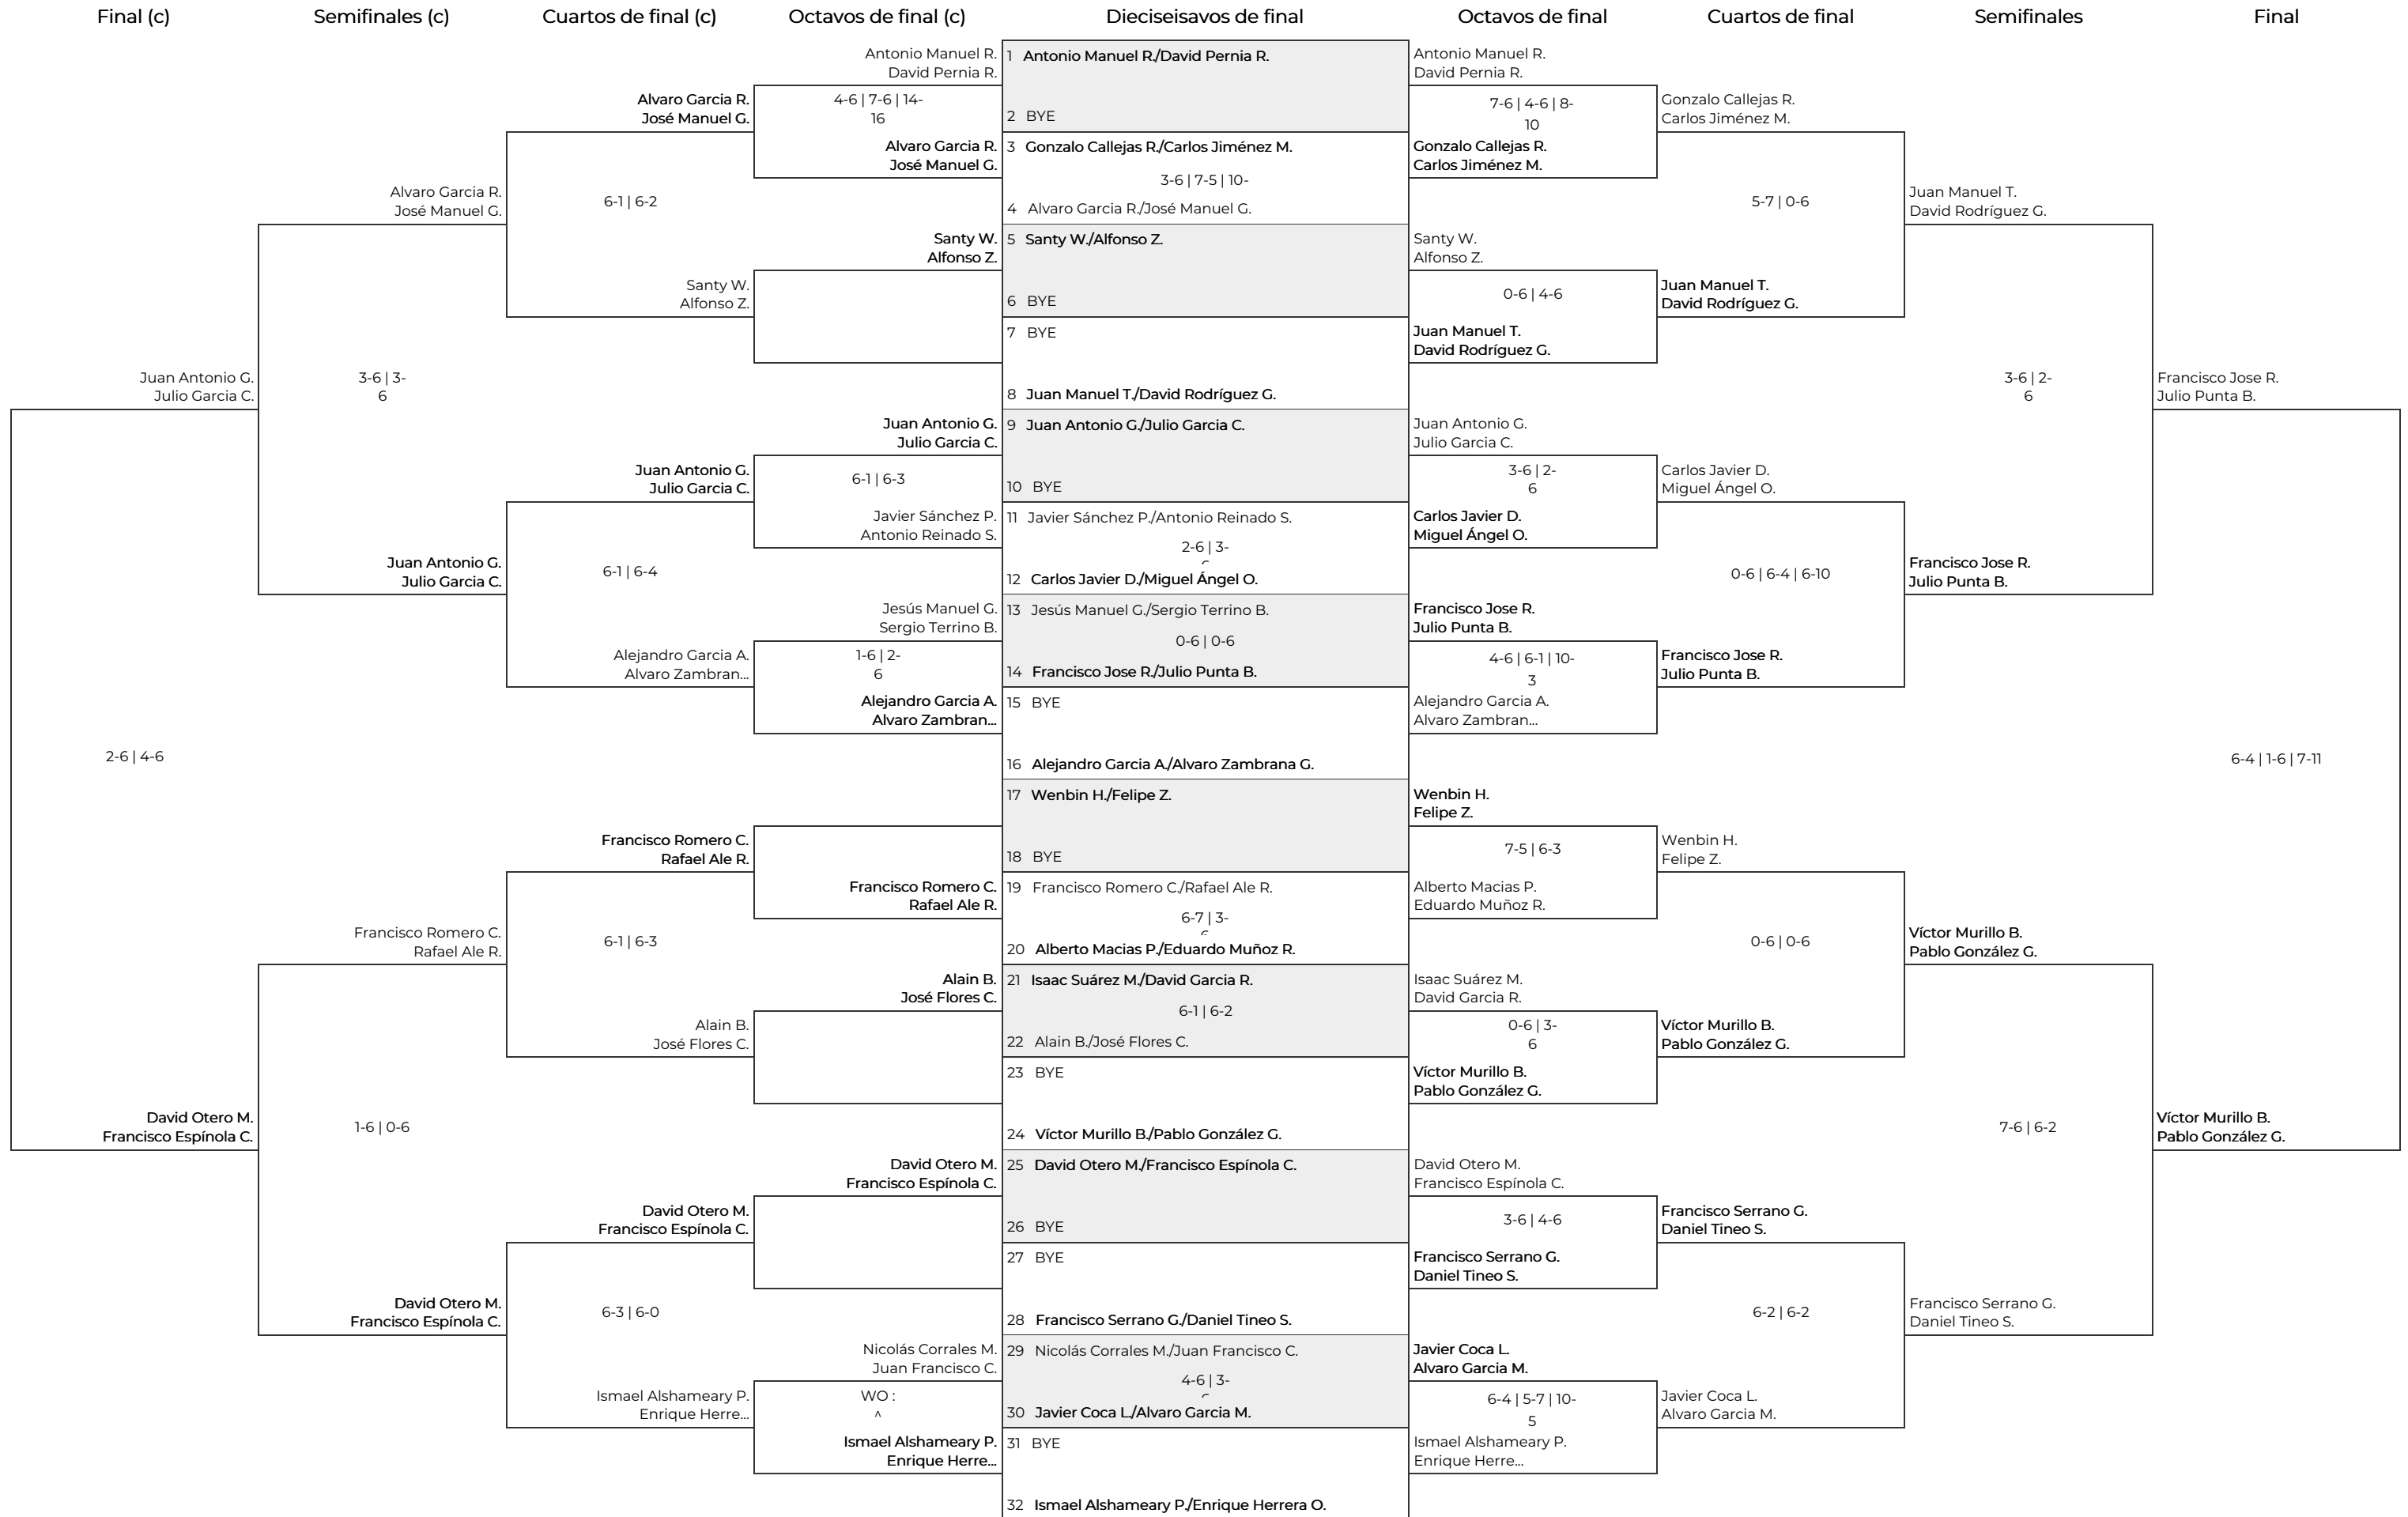 Final (c)
Semifinales (c)
Cuartos de final (c)
Octavos de final (c)
Dieciseisavos de final
Octavos de final
Cuartos de final
Semifinales
Final
Juan Antonio G.
Julio Garcia C.
2-6 | 4-6
David Otero M.
Francisco Espínola C.
Alvaro Garcia R.
José Manuel G.
3-6 | 3-
6
Juan Antonio G.
Julio Garcia C.
Francisco Romero C.
Rafael Ale R.
1-6 | 0-6
David Otero M.
Francisco Espínola C.
Alvaro Garcia R.
José Manuel G.
6-1 | 6-2
Santy W.
Alfonso Z.
Juan Antonio G.
Julio Garcia C.
6-1 | 6-4
Alejandro Garcia A.
Alvaro Zambran...
Francisco Romero C.
Rafael Ale R.
6-1 | 6-3
Alain B.
José Flores C.
David Otero M.
Francisco Espínola C.
6-3 | 6-0
Ismael Alshameary P.
Enrique Herre...
Antonio Manuel R.
David Pernia R.
4-6 | 7-6 | 14-
16
Alvaro Garcia R.
José Manuel G.
Santy W.
Alfonso Z.
Juan Antonio G.
Julio Garcia C.
6-1 | 6-3
Javier Sánchez P.
Antonio Reinado S.
Jesús Manuel G.
Sergio Terrino B.
1-6 | 2-
6
Alejandro Garcia A.
Alvaro Zambran...
Francisco Romero C.
Rafael Ale R.
Alain B.
José Flores C.
David Otero M.
Francisco Espínola C.
Nicolás Corrales M.
Juan Francisco C.
WO :
^
Ismael Alshameary P.
Enrique Herre...
1 Antonio Manuel R./David Pernia R.
2 BYE
3 Gonzalo Callejas R./Carlos Jiménez M.
3-6 | 7-5 | 10-
4 Alvaro Garcia R./José Manuel G.
5 Santy W./Alfonso Z.
6 BYE
7 BYE
8 Juan Manuel T./David Rodríguez G.
9 Juan Antonio G./Julio Garcia C.
10 BYE
11 Javier Sánchez P./Antonio Reinado S.
2-6 | 3-
12 Carlos Javier D./Miguel Ángel O.
13 Jesús Manuel G./Sergio Terrino B.
0-6 | 0-6
14 Francisco Jose R./Julio Punta B.
15 BYE
16 Alejandro Garcia A./Alvaro Zambrana G.
17 Wenbin H./Felipe Z.
18 BYE
19 Francisco Romero C./Rafael Ale R.
6-7 | 3-
20 Alberto Macias P./Eduardo Muñoz R.
21 Isaac Suárez M./David Garcia R.
6-1 | 6-2
22 Alain B./José Flores C.
23 BYE
24 Víctor Murillo B./Pablo González G.
25 David Otero M./Francisco Espínola C.
26 BYE
27 BYE
28 Francisco Serrano G./Daniel Tineo S.
29 Nicolás Corrales M./Juan Francisco C.
4-6 | 3-
30 Javier Coca L./Alvaro Garcia M.
31 BYE
32 Ismael Alshameary P./Enrique Herrera O.
Antonio Manuel R.
David Pernia R.
7-6 | 4-6 | 8-
10
Gonzalo Callejas R.
Carlos Jiménez M.
Santy W.
Alfonso Z.
0-6 | 4-6
Juan Manuel T.
David Rodríguez G.
Juan Antonio G.
Julio Garcia C.
3-6 | 2-
6
Carlos Javier D.
Miguel Ángel O.
Francisco Jose R.
Julio Punta B.
4-6 | 6-1 | 10-
3
Alejandro Garcia A.
Alvaro Zambran...
Wenbin H.
Felipe Z.
7-5 | 6-3
Alberto Macias P.
Eduardo Muñoz R.
Isaac Suárez M.
David Garcia R.
0-6 | 3-
6
Víctor Murillo B.
Pablo González G.
David Otero M.
Francisco Espínola C.
3-6 | 4-6
Francisco Serrano G.
Daniel Tineo S.
Javier Coca L.
Alvaro Garcia M.
6-4 | 5-7 | 10-
5
Ismael Alshameary P.
Enrique Herre...
Gonzalo Callejas R.
Carlos Jiménez M.
5-7 | 0-6
Juan Manuel T.
David Rodríguez G.
Carlos Javier D.
Miguel Ángel O.
0-6 | 6-4 | 6-10
Francisco Jose R.
Julio Punta B.
Wenbin H.
Felipe Z.
0-6 | 0-6
Víctor Murillo B.
Pablo González G.
Francisco Serrano G.
Daniel Tineo S.
6-2 | 6-2
Javier Coca L.
Alvaro Garcia M.
Juan Manuel T.
David Rodríguez G.
3-6 | 2-
6
Francisco Jose R.
Julio Punta B.
Víctor Murillo B.
Pablo González G.
7-6 | 6-2
Francisco Serrano G.
Daniel Tineo S.
Francisco Jose R.
Julio Punta B.
6-4 | 1-6 | 7-11
Víctor Murillo B.
Pablo González G.